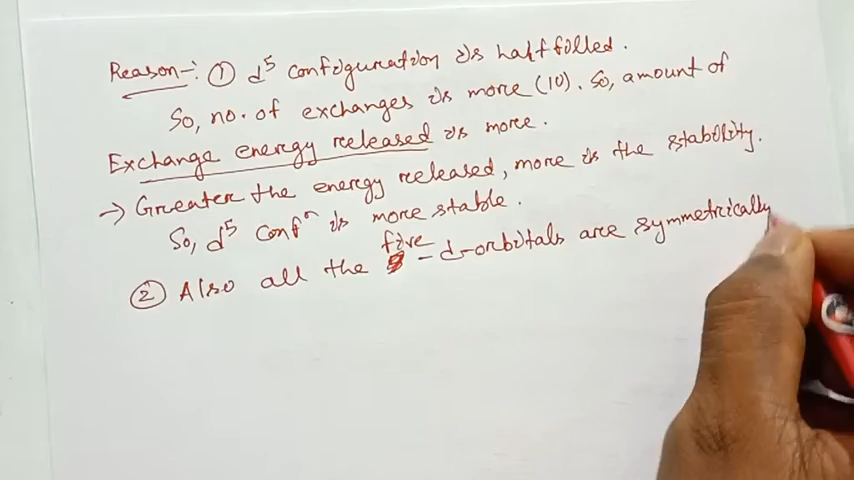 Reason-: ① d⁵ configuration is half filled.
So, no. of exchanges is more (10). So, amount of
Exchange energy released is more.
→ Greater the energy released, more is the stability.
So, d⁵ confⁿ is more stable.
② Also all the five - d-orbitals are symmetrically